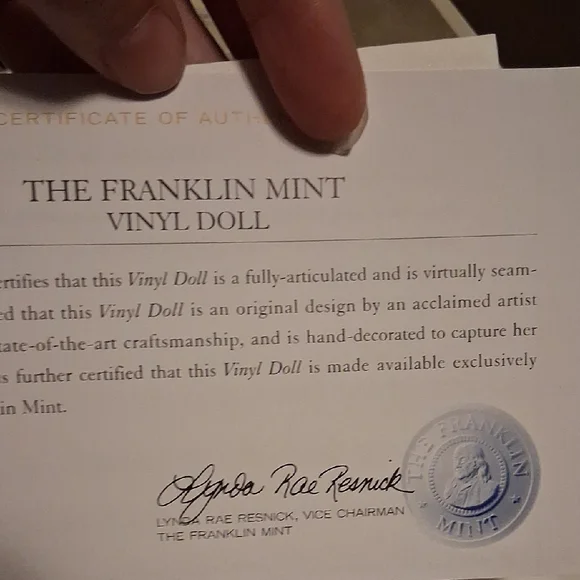 CERTIFICATE OF AUTH
THE FRANKLIN MINT
VINYL DOLL
ertifies that this Vinyl Doll is a fully-articulated and is virtually seam-
ed that this Vinyl Doll is an original design by an acclaimed artist
tate-of-the-art craftsmanship, and is hand-decorated to capture her
s further certified that this Vinyl Doll is made available exclusively
in Mint.
Lynda Rae Resnick
LYNDA RAE RESNICK, VICE CHAIRMAN
THE FRANKLIN MINT
THE FRANKLIN
MINT